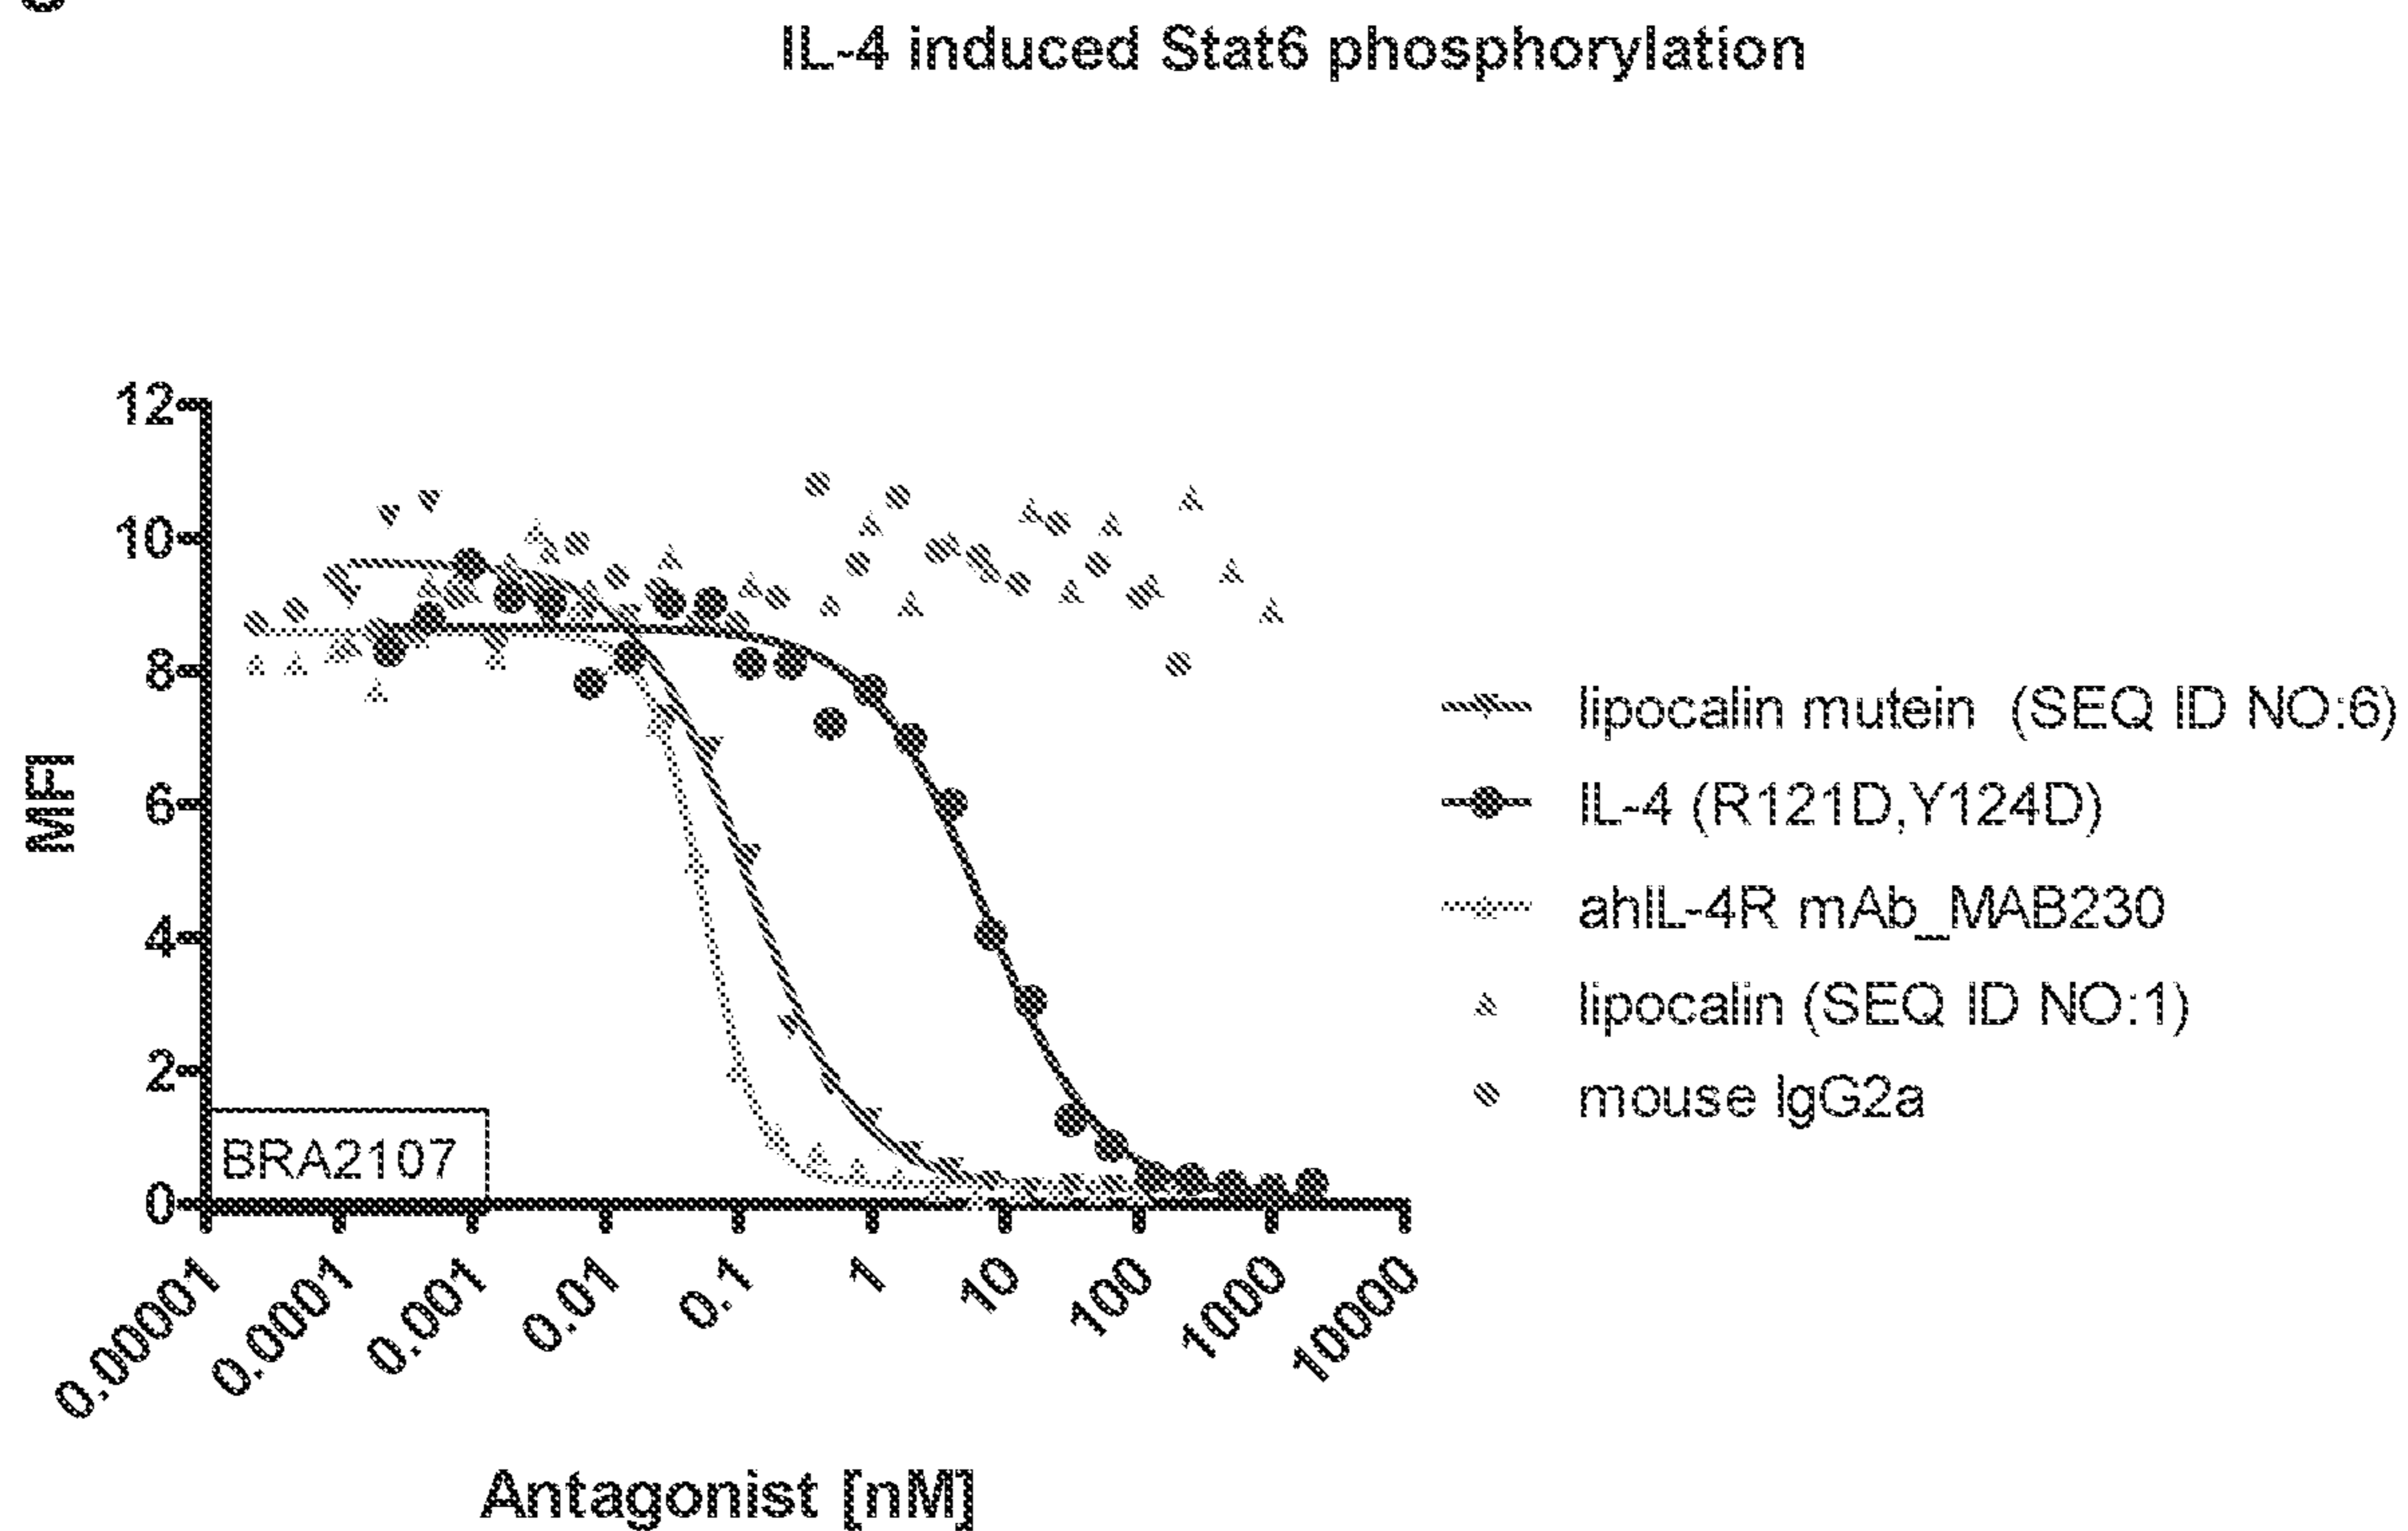 IL-4 induced Stat6 phosphorylation
12
10
8
6
4
2
0
MFI
BRA2107
0.00001
0.0001
0.001
0.01
0.1
1
10
100
1000
10000
Antagonist [nM]
lipocalin mutein (SEQ ID NO:6)
IL-4 (R121D,Y124D)
ahIL-4R mAb_MAB230
lipocalin (SEQ ID NO:1)
mouse IgG2a